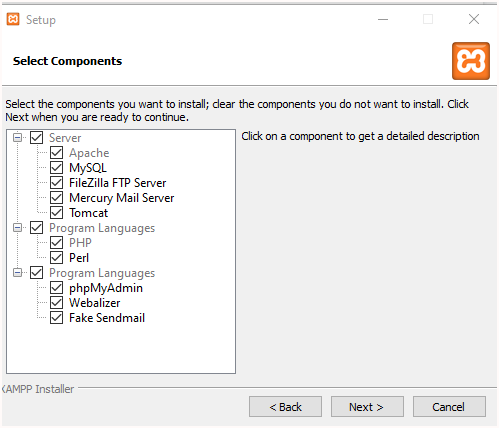 Setup
Select Components
Select the components you want to install; clear the components you do not want to install. Click
Next when you are ready to continue.
Server
Apache
MySQL
FileZilla FTP Server
Mercury Mail Server
Tomcat
Program Languages
PHP
Perl
Program Languages
phpMyAdmin
Webalizer
Fake Sendmail
Click on a component to get a detailed description
XAMPP Installer
< Back
Next >
Cancel